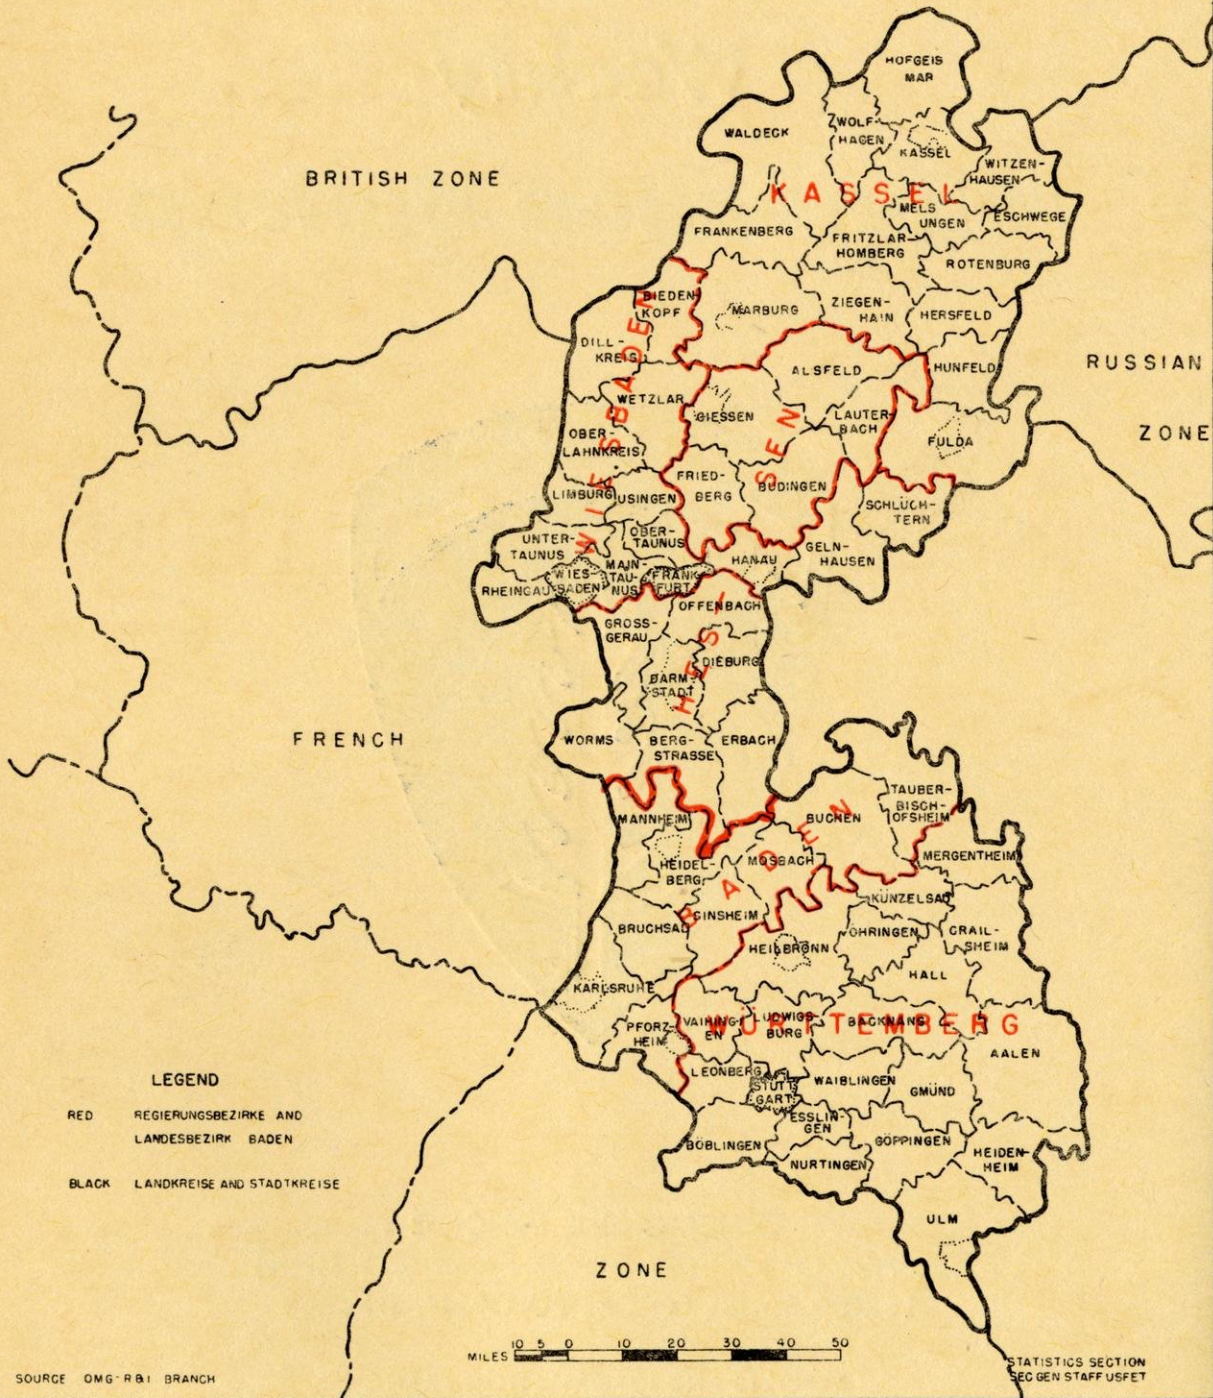 HOFGEIS
MAR
WALDECK
WOLF-
HAGEN
KASSEL
WITZEN-
HAUSEN
BRITISH ZONE
KASSEL
MELS
UNGEN
ESCHWEGE
FRANKENBERG
FRITZLAR-
HOMBERG
ROTENBURG
BIEDEN
KOPF
MARBURG
ZIEGEN-
HAIN
HERSFELD
DILL-
KREIS
ALSFELD
HUNFELD
RUSSIAN
ZONE
WIESBADEN
WETZLAR
GIESSEN
LAUTER-
BACH
FULDA
OBER-
LAHNKREIS
FRIED-
BERG
BÜDINGEN
LIMBURG
USINGEN
SCHLÜCH-
TERN
UNTER-
TAUNUS
OBER-
TAUNUS
HANAU
GELN-
HAUSEN
RHEINGAU
WIES-
BADEN
MAIN-
TAU-
NUS
FRANK
FURT
HESSEN
OFFENBACH
GROSS-
GERAU
DIEBURG
DARM-
STADT
FRENCH
WORMS
BERG-
STRASSE
ERBACH
TAUBER-
BISCH-
OFSHEIM
MANNHEIM
BUCHEN
BADEN
HEIDEL-
BERG
MOSBACH
MERGENTHEIM
KÜNZELSAU
SINSHEIM
BRUCHSAL
HEILBRONN
ÖHRINGEN
CRAIL-
SHEIM
HALL
KARLSRUHE
PFORZ-
HEIM
VAIHING-
EN
LUDWIGS-
BURG
BACKNANG
WÜRTTEMBERG
AALEN
LEONBERG
STUTT
GART
WAIBLINGEN
GMÜND
ESSLIN-
GEN
BÖBLINGEN
GÖPPINGEN
NURTINGEN
HEIDEN-
HEIM
ULM
LEGEND
RED REGIERUNGSBEZIRKE AND
LANDESBEZIRK BADEN
BLACK LANDKREISE AND STADTKREISE
ZONE
MILES 10 5 0 10 20 30 40 50
SOURCE OMG-R&I BRANCH
STATISTICS SECTION
SEC GEN STAFF USFET